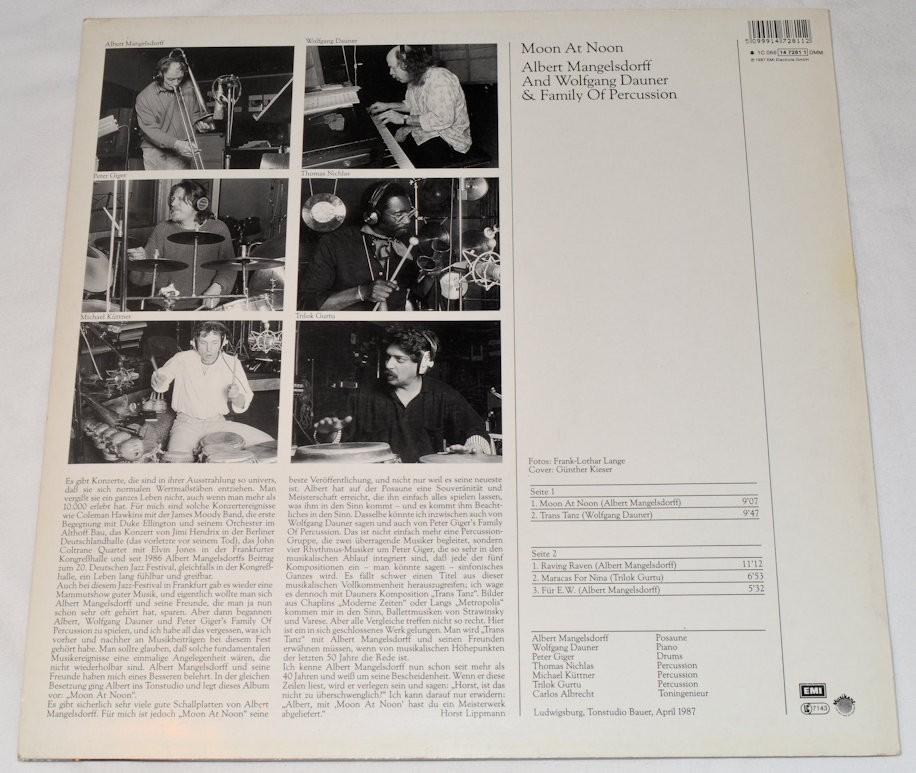 Albert Mangelsdorff
Wolfgang Dauner
Peter Giger
Thomas Nichlas
Michael Küttner
Trilok Gurtu
Es gibt Konzerte, die sind in ihrer Ausstrahlung so univers,
daß sie sich normalen Wertmaßstäben entziehen. Man
vergißt sie ein ganzes Leben nicht, auch wenn man mehr als
10.000 erlebt hat. Für mich sind solche Konzertereignisse
wie Coleman Hawkins mit der James Moody Band, die erste
Begegnung mit Duke Ellington und seinem Orchester im
Althoff Bau, das Konzert von Jimi Hendrix in der Berliner
Deutschlandhalle (das vorletzte vor seinem Tod), das John
Coltrane Quartet mit Elvin Jones in der Frankfurter
Kongreßhalle und seit 1986 Albert Mangelsdorffs Beitrag
zum 20. Deutschen Jazz Festival, gleichfalls in der Kongreß-
halle, ein Leben lang fühlbar und greifbar.
Auch bei diesem Jazz-Festival in Frankfurt gab es wieder eine
Mammutshow guter Musik, und eigentlich wollte man sich
Albert Mangelsdorff und seine Freunde, die man ja nun
schon sehr oft gehört hat, sparen. Aber dann begannen
Albert, Wolfgang Dauner und Peter Giger's Family Of
Percussion zu spielen, und ich habe all das vergessen, was ich
vorher und nachher an Musikbeiträgen bei diesem Fest
gehört habe. Man sollte glauben, daß solche fundamentalen
Musikereignisse eine einmalige Angelegenheit wären, die
nicht wiederholbar sind. Albert Mangelsdorff und seine
Freunde haben mich eines Besseren belehrt. In der gleichen
Besetzung ging Albert ins Tonstudio und legt dieses Album
vor: „Moon At Noon".
Es gibt sicherlich sehr viele gute Schallplatten von Albert
Mangelsdorff. Für mich ist jedoch „Moon At Noon" seine
beste Veröffentlichung, und nicht nur weil es seine neueste
ist. Albert hat auf der Posaune eine Souveränität und
Meisterschaft erreicht, die ihn einfach alles spielen lassen,
was ihm in den Sinn kommt – und es kommt ihm Beacht-
liches in den Sinn. Dasselbe könnte ich inzwischen auch von
Wolfgang Dauner sagen und auch von Peter Giger's Family
Of Percussion. Das ist nicht einfach mehr eine Percussion-
Gruppe, die zwei überragende Musiker begleitet, sondern
vier Rhythmus-Musiker um Peter Giger, die so sehr in den
musikalischen Ablauf integriert sind, daß jede der fünf
Kompositionen ein – man könnte sagen – sinfonisches
Ganzes wird. Es fällt schwer einen Titel aus dieser
musikalischen Vollkommenheit herauszugreifen; ich wage
es dennoch mit Dauners Komposition „Trans Tanz". Bilder
aus Chaplins „Moderne Zeiten" oder Langs „Metropolis"
kommen mir in den Sinn, Ballettmusiken von Strawinsky
und Varese. Aber alle Vergleiche treffen nicht so recht. Hier
ist ein in sich geschlossenes Werk gelungen. Man wird „Trans
Tanz" mit Albert Mangelsdorff und seinen Freunden
erwähnen müssen, wenn von musikalischen Höhepunkten
der letzten 50 Jahre die Rede ist.
Ich kenne Albert Mangelsdorff nun schon seit mehr als
40 Jahren und weiß um seine Bescheidenheit. Wenn er diese
Zeilen liest, wird er verlegen sein und sagen: „Horst, ist das
nicht zu überschwenglich?" Ich kann darauf nur erwidern:
„Albert, mit ‚Moon At Noon' hast du ein Meisterwerk
abgeliefert." Horst Lippmann
Moon At Noon
Albert Mangelsdorff
And Wolfgang Dauner
& Family Of Percussion
Fotos: Frank-Lothar Lange
Cover: Günther Kieser
Seite 1
1. Moon At Noon (Albert Mangelsdorff) 9'07
2. Trans Tanz (Wolfgang Dauner) 9'47
Seite 2
1. Raving Raven (Albert Mangelsdorff) 11'12
2. Maracas For Nina (Trilok Gurtu) 6'53
3. Für E.W. (Albert Mangelsdorff) 5'32
Albert Mangelsdorff Posaune
Wolfgang Dauner Piano
Peter Giger Drums
Thomas Nichlas Percussion
Michael Küttner Percussion
Trilok Gurtu Percussion
Carlos Albrecht Toningenieur
Ludwigsburg, Tonstudio Bauer, April 1987
5 099914 728112
1C 066 14 7281 1 DMM
℗ 1987 EMI Electrola GmbH
EMI
LC 7143